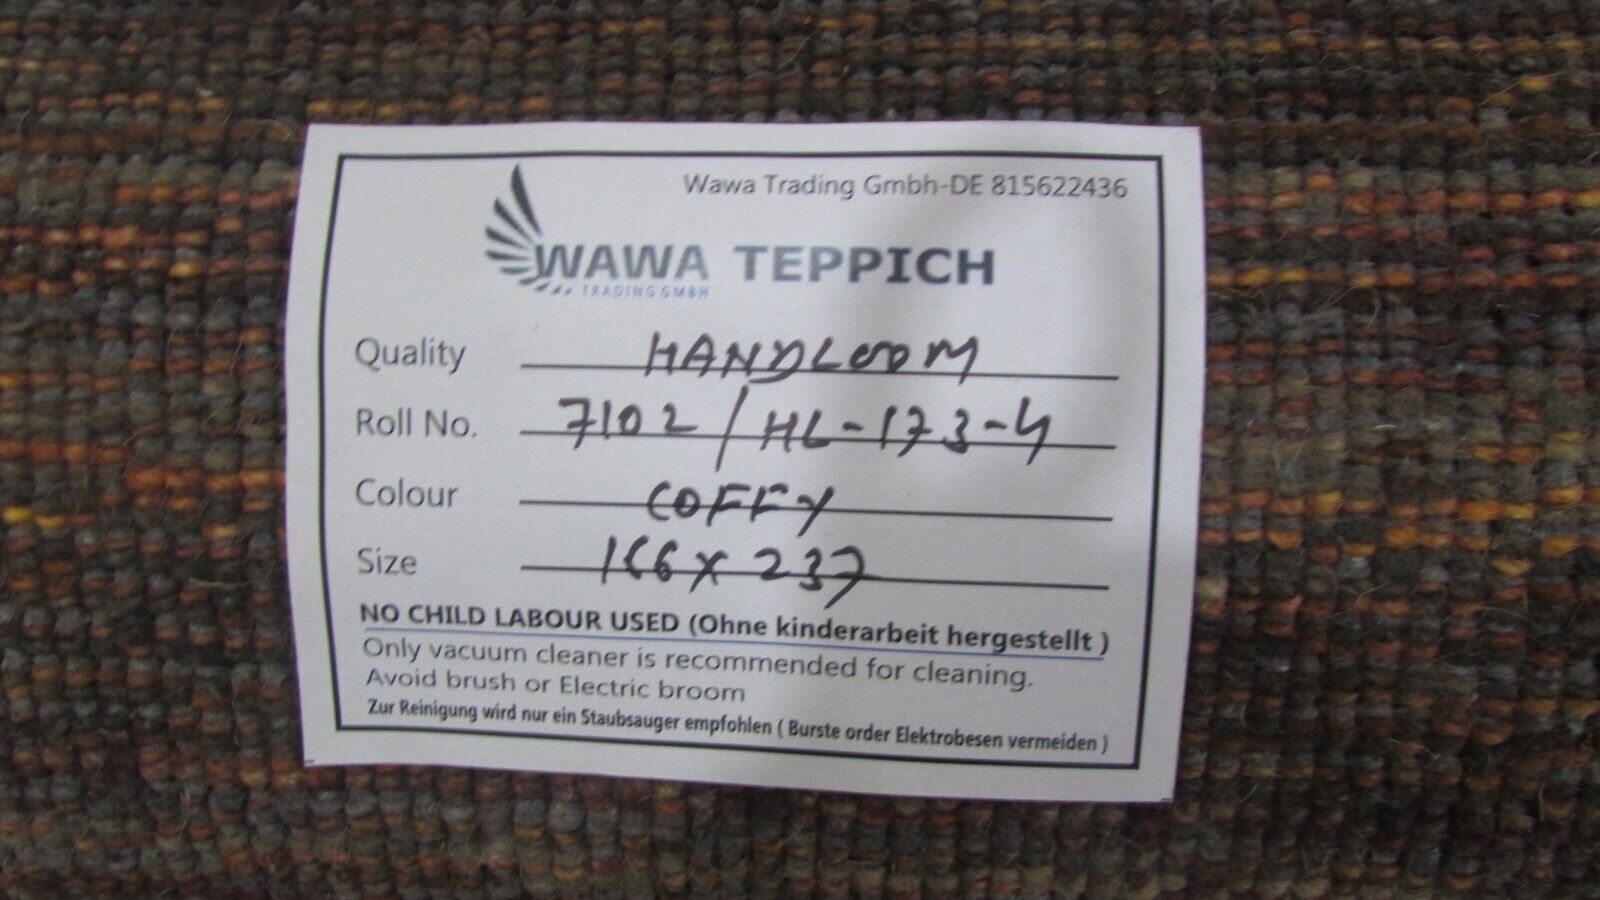 Wawa Trading Gmbh-DE 815622436
WAWA TEPPICH
TRADING GMBH
Quality HANDLOOM
Roll No. 7102 / HL-173-4
Colour COFFY
Size 166 x 237
NO CHILD LABOUR USED (Ohne kinderarbeit hergestellt )
Only vacuum cleaner is recommended for cleaning.
Avoid brush or Electric broom
Zur Reinigung wird nur ein Staubsauger empfohlen ( Burste order Elektrobesen vermeiden )